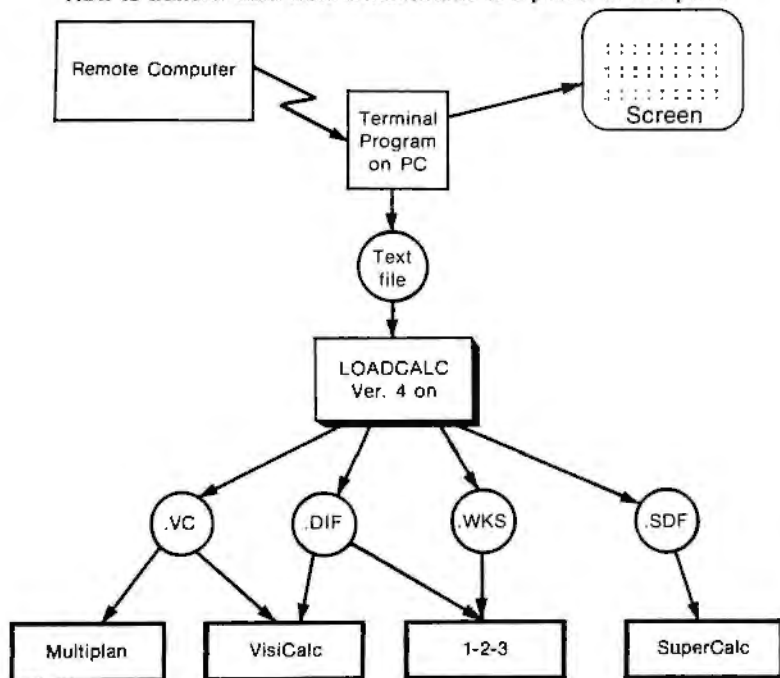 Remote Computer
Terminal
Program
on PC
Screen
Text
file
LOADCALC
Ver. 4 on
.VC
.DIF
.WKS
.SDF
Multiplan
VisiCalc
1-2-3
SuperCalc